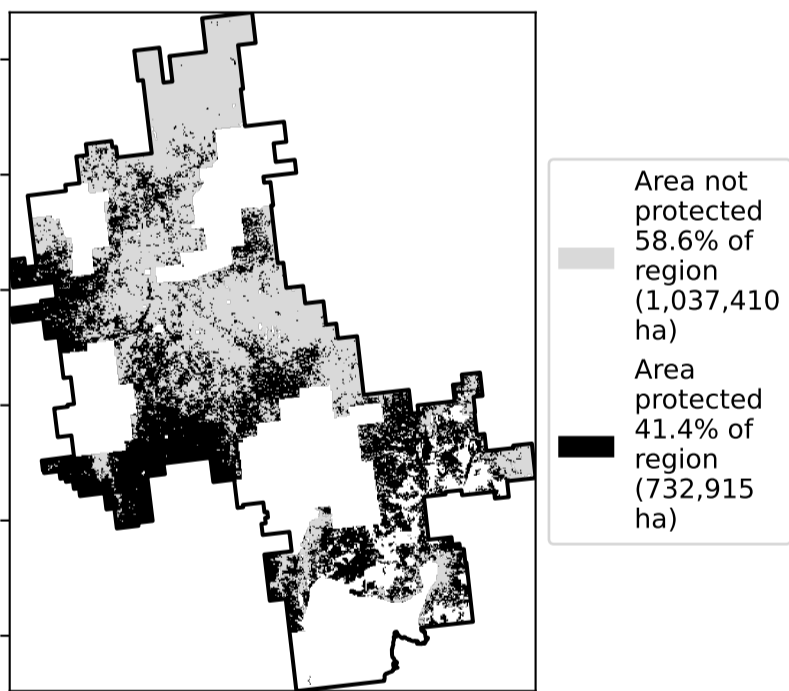 Area not
protected
58.6% of
region
(1,037,410
ha)
Area
protected
41.4% of
region
(732,915
ha)